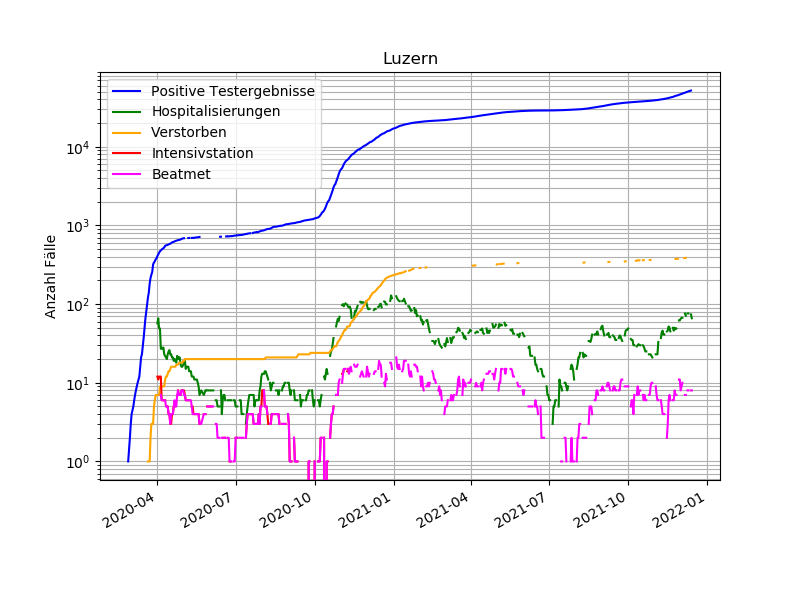 Luzern
Positive Testergebnisse
Hospitalisierungen
Verstorben
Intensivstation
Beatmet
Anzahl Fälle
10^4
10^3
10^2
10^1
10^0
2020-04
2020-07
2020-10
2021-01
2021-04
2021-07
2021-10
2022-01